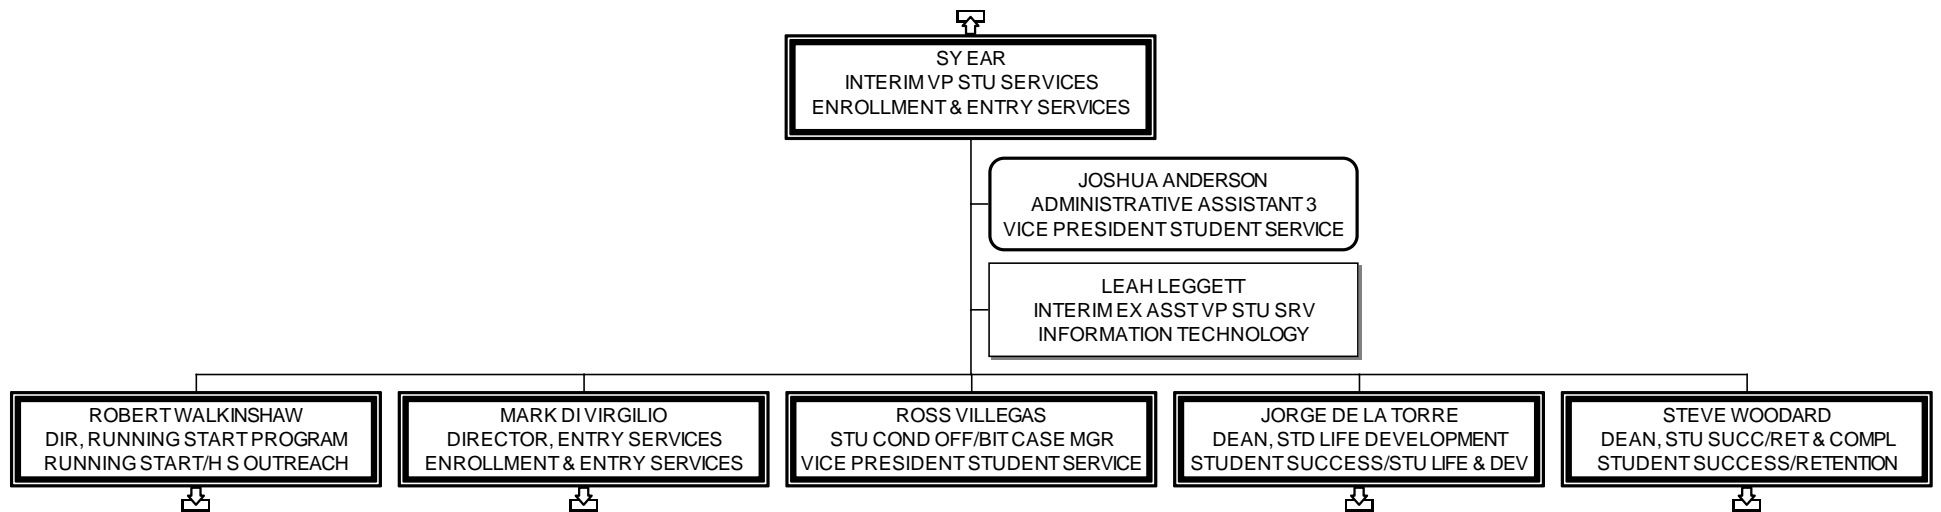 SY EAR
INTERIM VP STU SERVICES
ENROLLMENT & ENTRY SERVICES
JOSHUA ANDERSON
ADMINISTRATIVE ASSISTANT 3
VICE PRESIDENT STUDENT SERVICE
LEAH LEGGETT
INTERIM EX ASST VP STU SRV
INFORMATION TECHNOLOGY
ROBERT WALKINSHAW
DIR, RUNNING START PROGRAM
RUNNING START/H S OUTREACH
MARK DI VIRGILIO
DIRECTOR, ENTRY SERVICES
ENROLLMENT & ENTRY SERVICES
ROSS VILLEGAS
STU COND OFF/BIT CASE MGR
VICE PRESIDENT STUDENT SERVICE
JORGE DE LA TORRE
DEAN, STD LIFE DEVELOPMENT
STUDENT SUCCESS/STU LIFE & DEV
STEVE WOODARD
DEAN, STU SUCC/RET & COMPL
STUDENT SUCCESS/RETENTION